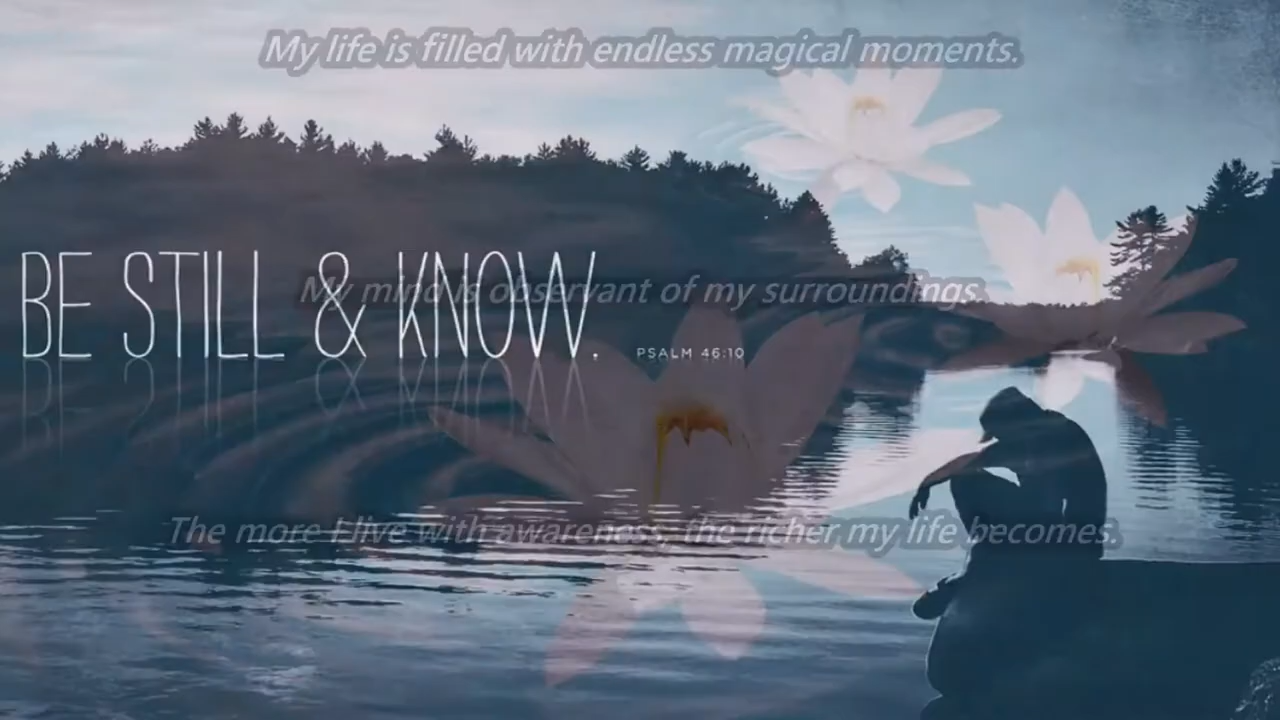 My life is filled with endless magical moments.
BE STILL & KNOW.
My mind is observant of my surroundings.
PSALM 46:10
The more I live with awareness, the richer my life becomes.